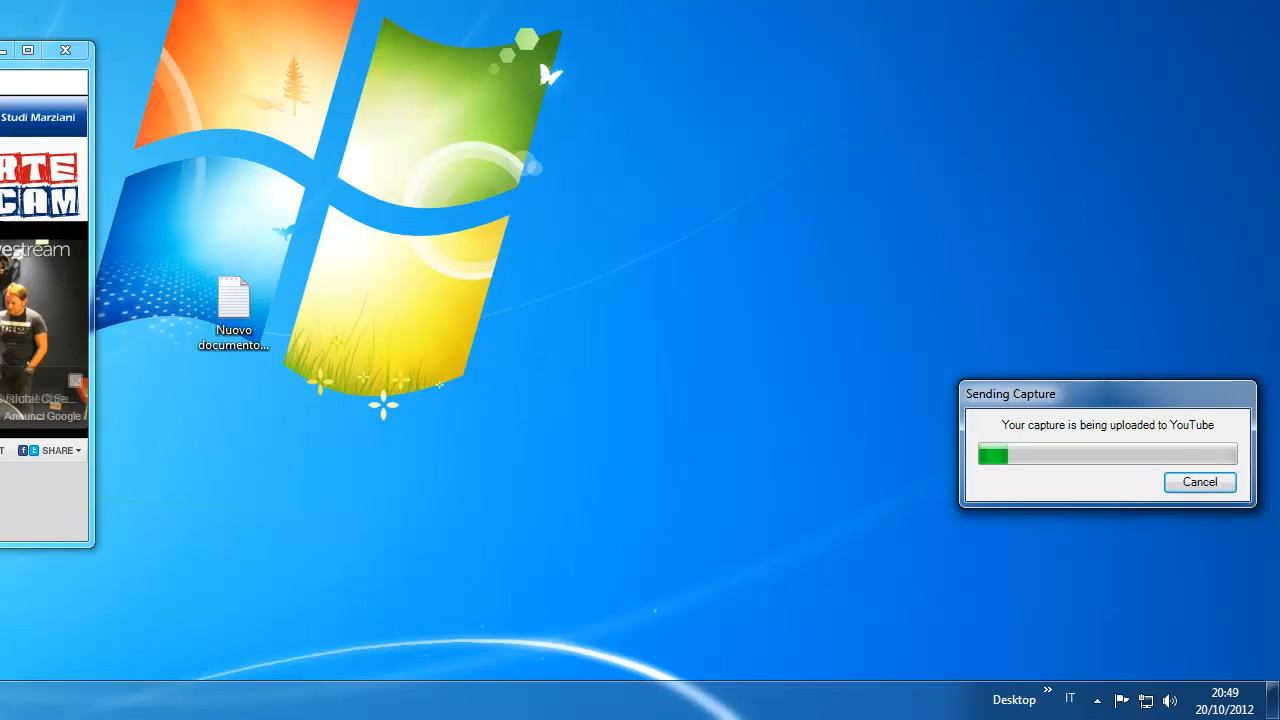 Studi Marziani
RTE
CAM
estream
Annunci Google
SHARE
Nuovo
documento...
Sending Capture
Your capture is being uploaded to YouTube
Cancel
Desktop
IT
20:49
20/10/2012